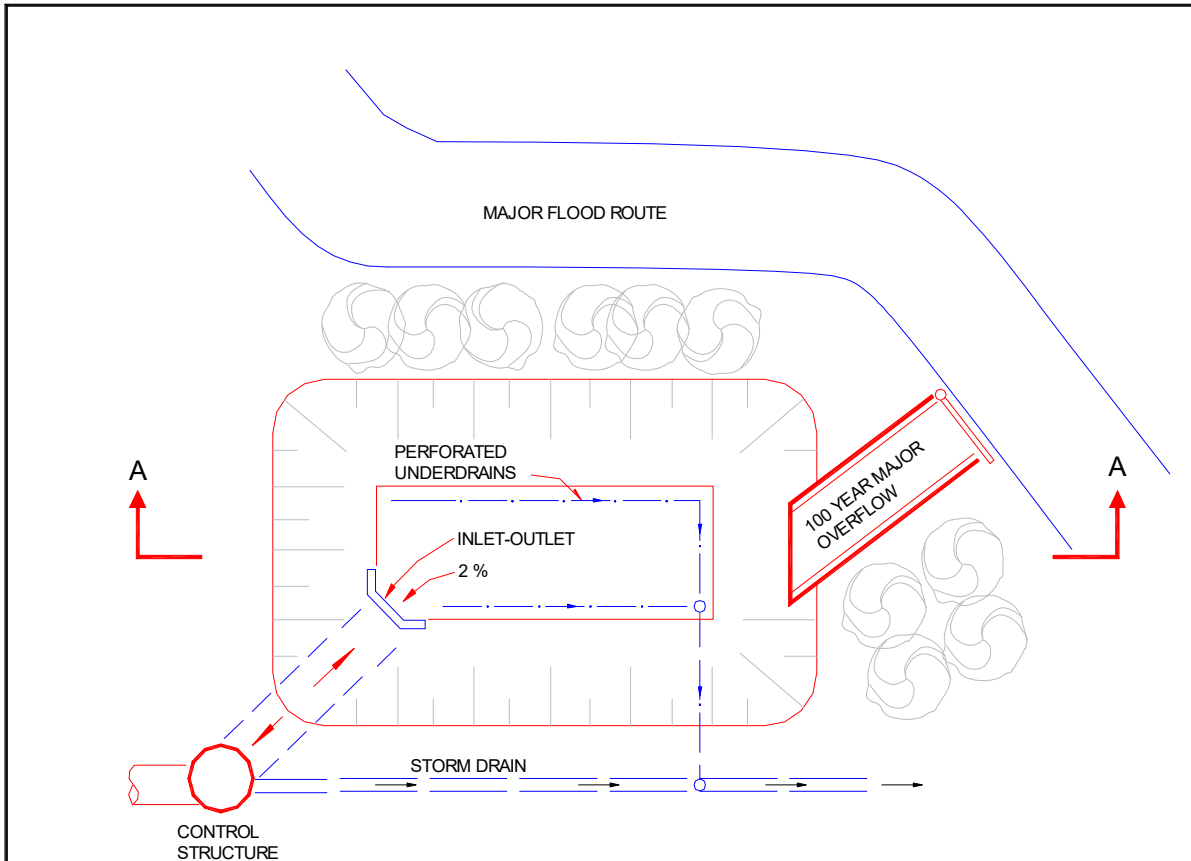 MAJOR FLOOD ROUTE
PERFORATED
UNDERDRAINS
A
A
100 YEAR MAJOR
OVERFLOW
INLET-OUTLET
2 %
STORM DRAIN
CONTROL
STRUCTURE